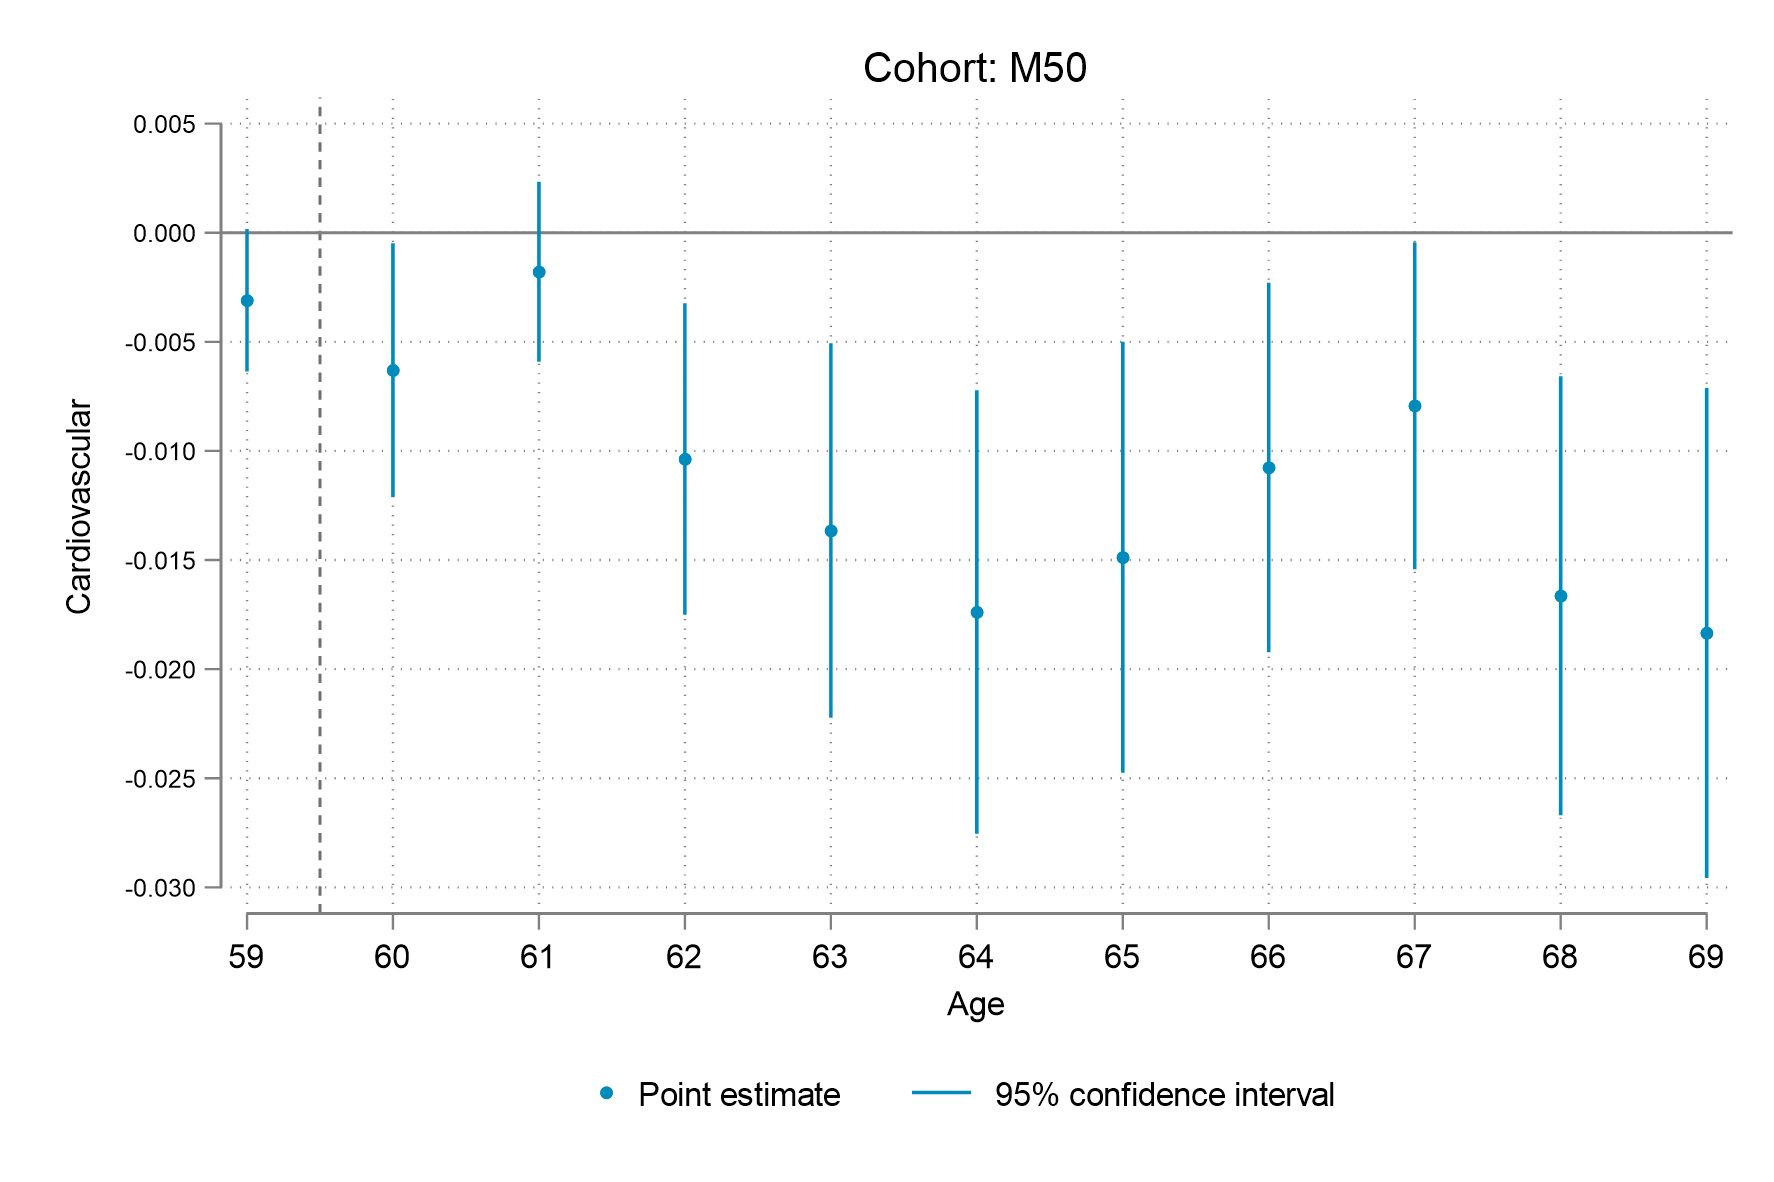 Cohort: M50
0.005
0.000
-0.005
-0.010
-0.015
-0.020
-0.025
-0.030
Cardiovascular
59 60 61 62 63 64 65 66 67 68 69
Age
Point estimate 95% confidence interval